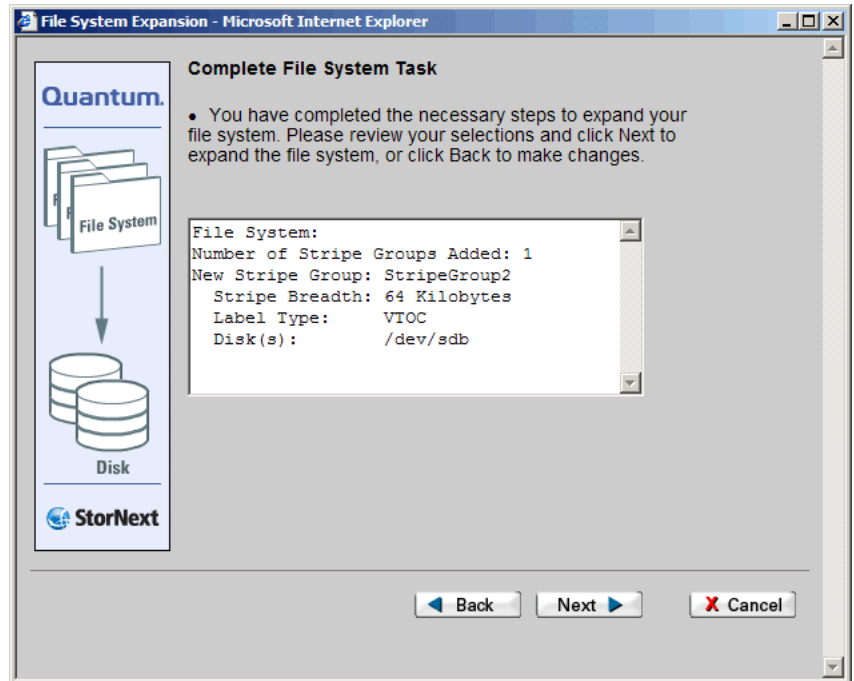 File System Expansion - Microsoft Internet Explorer
Complete File System Task
Quantum.
• You have completed the necessary steps to expand your
file system. Please review your selections and click Next to
expand the file system, or click Back to make changes.
F
F
File System
File System:
Number of Stripe Groups Added: 1
New Stripe Group: StripeGroup2
Stripe Breadth: 64 Kilobytes
Label Type: VTOC
Disk(s): /dev/sdb
Disk
StorNext
Back Next X Cancel